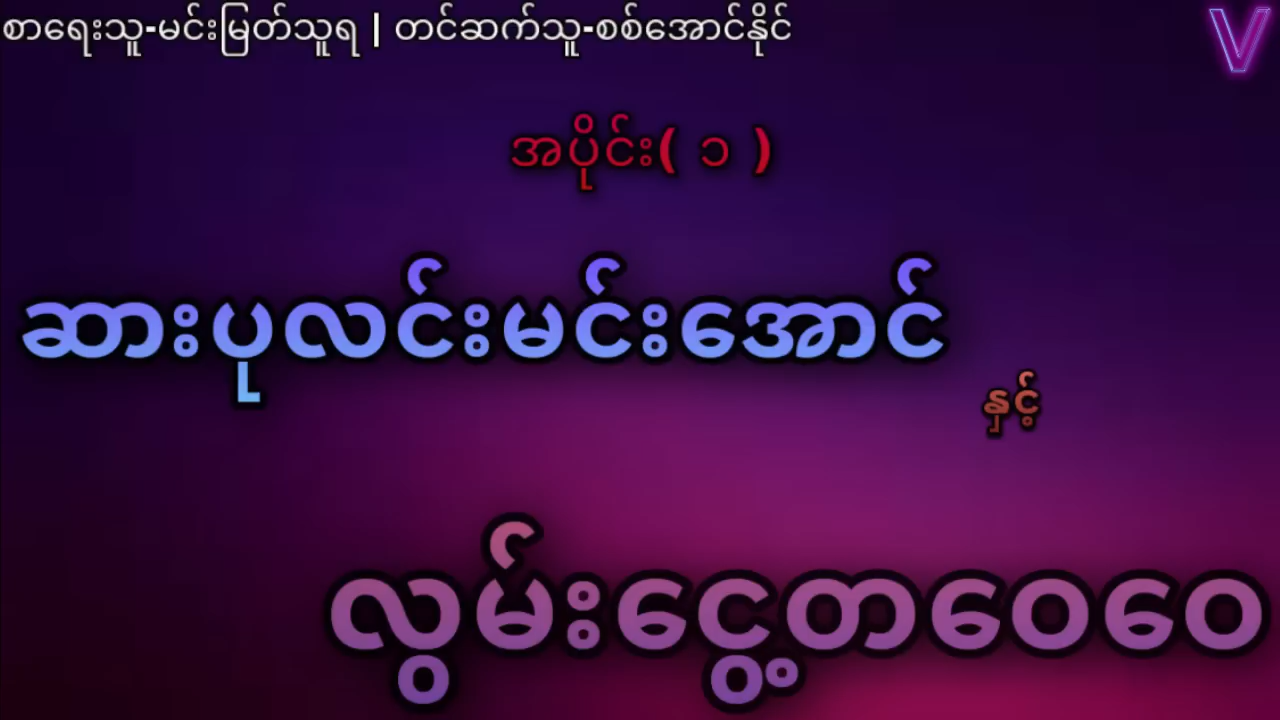 စာရေးသူ-မင်းမြတ်သူရ | တင်ဆက်သူ-စစ်အောင်နိုင်
V
အပိုင်း( ၁ )
ဆားပုလင်းမင်းအောင်
နှင့်
လွမ်းငွေ့တဝေဝေ